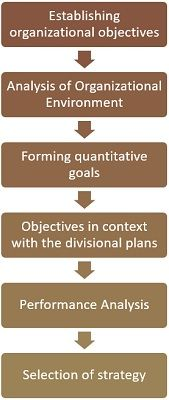 Establishing
organizational objectives
Analysis of Organizational
Environment
Forming quantitative
goals
Objectives in context
with the divisional plans
Performance Analysis
Selection of strategy